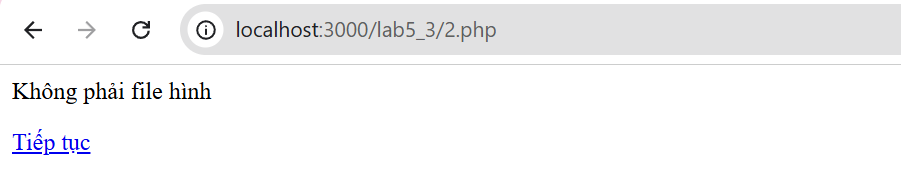 localhost:3000/lab5_3/2.php
Không phải file hình
Tiếp tục